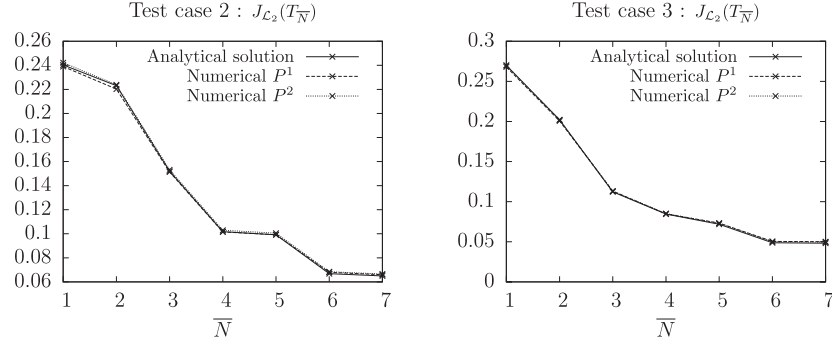 Test case 2 : $J_{\mathcal{L}_2}(T_{\overline{N}})$
0.26
0.24
0.22
0.2
0.18
0.16
0.14
0.12
0.1
0.08
0.06
Analytical solution
Numerical $P^1$
Numerical $P^2$
1 2 3 4 5 6 7
$\overline{N}$
Test case 3 : $J_{\mathcal{L}_2}(T_{\overline{N}})$
0.3
0.25
0.2
0.15
0.1
0.05
0
Analytical solution
Numerical $P^1$
Numerical $P^2$
1 2 3 4 5 6 7
$\overline{N}$